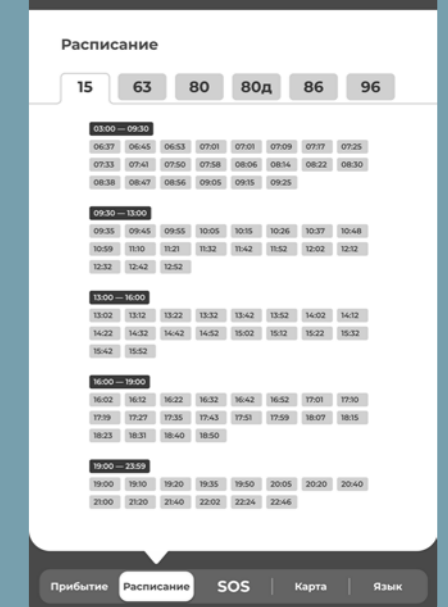 Расписание
15 63 80 80д 86 96
03:00 — 09:30
06:37 06:45 06:53 07:01 07:01 07:09 07:17 07:25
07:33 07:41 07:50 07:58 08:06 08:14 08:22 08:30
08:38 08:47 08:56 09:05 09:15 09:25
09:30 — 13:00
09:35 09:45 09:55 10:05 10:15 10:26 10:37 10:48
10:59 11:10 11:21 11:32 11:42 11:52 12:02 12:12
12:32 12:42 12:52
13:00 — 16:00
13:02 13:12 13:22 13:32 13:42 13:52 14:02 14:12
14:22 14:32 14:42 14:52 15:02 15:12 15:22 15:32
15:42 15:52
16:00 — 19:00
16:02 16:12 16:22 16:32 16:42 16:52 17:01 17:10
17:19 17:27 17:35 17:43 17:51 17:59 18:07 18:15
18:23 18:31 18:40 18:50
19:00 — 23:59
19:00 19:10 19:20 19:35 19:50 20:05 20:20 20:40
21:00 21:20 21:40 22:02 22:24 22:46
Прибытие Расписание SOS Карта Язык